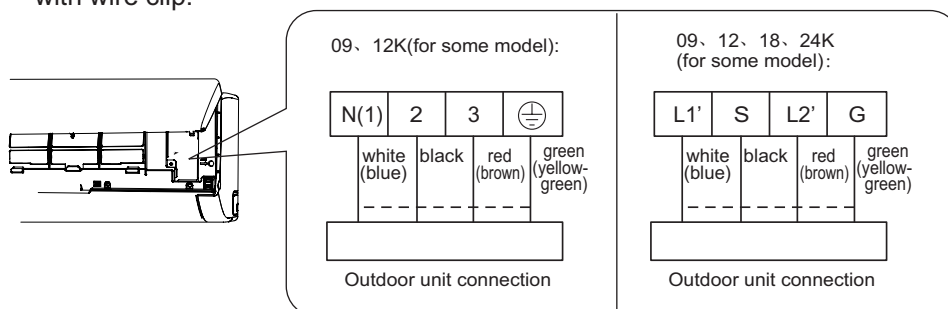 with wire clip.
09、12K(for some model):
N(1) 2 3
white
(blue)
black
red
(brown)
green
(yellow-
green)
Outdoor unit connection
09、12、18、24K
(for some model):
L1' S L2' G
white
(blue)
black
red
(brown)
green
(yellow-
green)
Outdoor unit connection